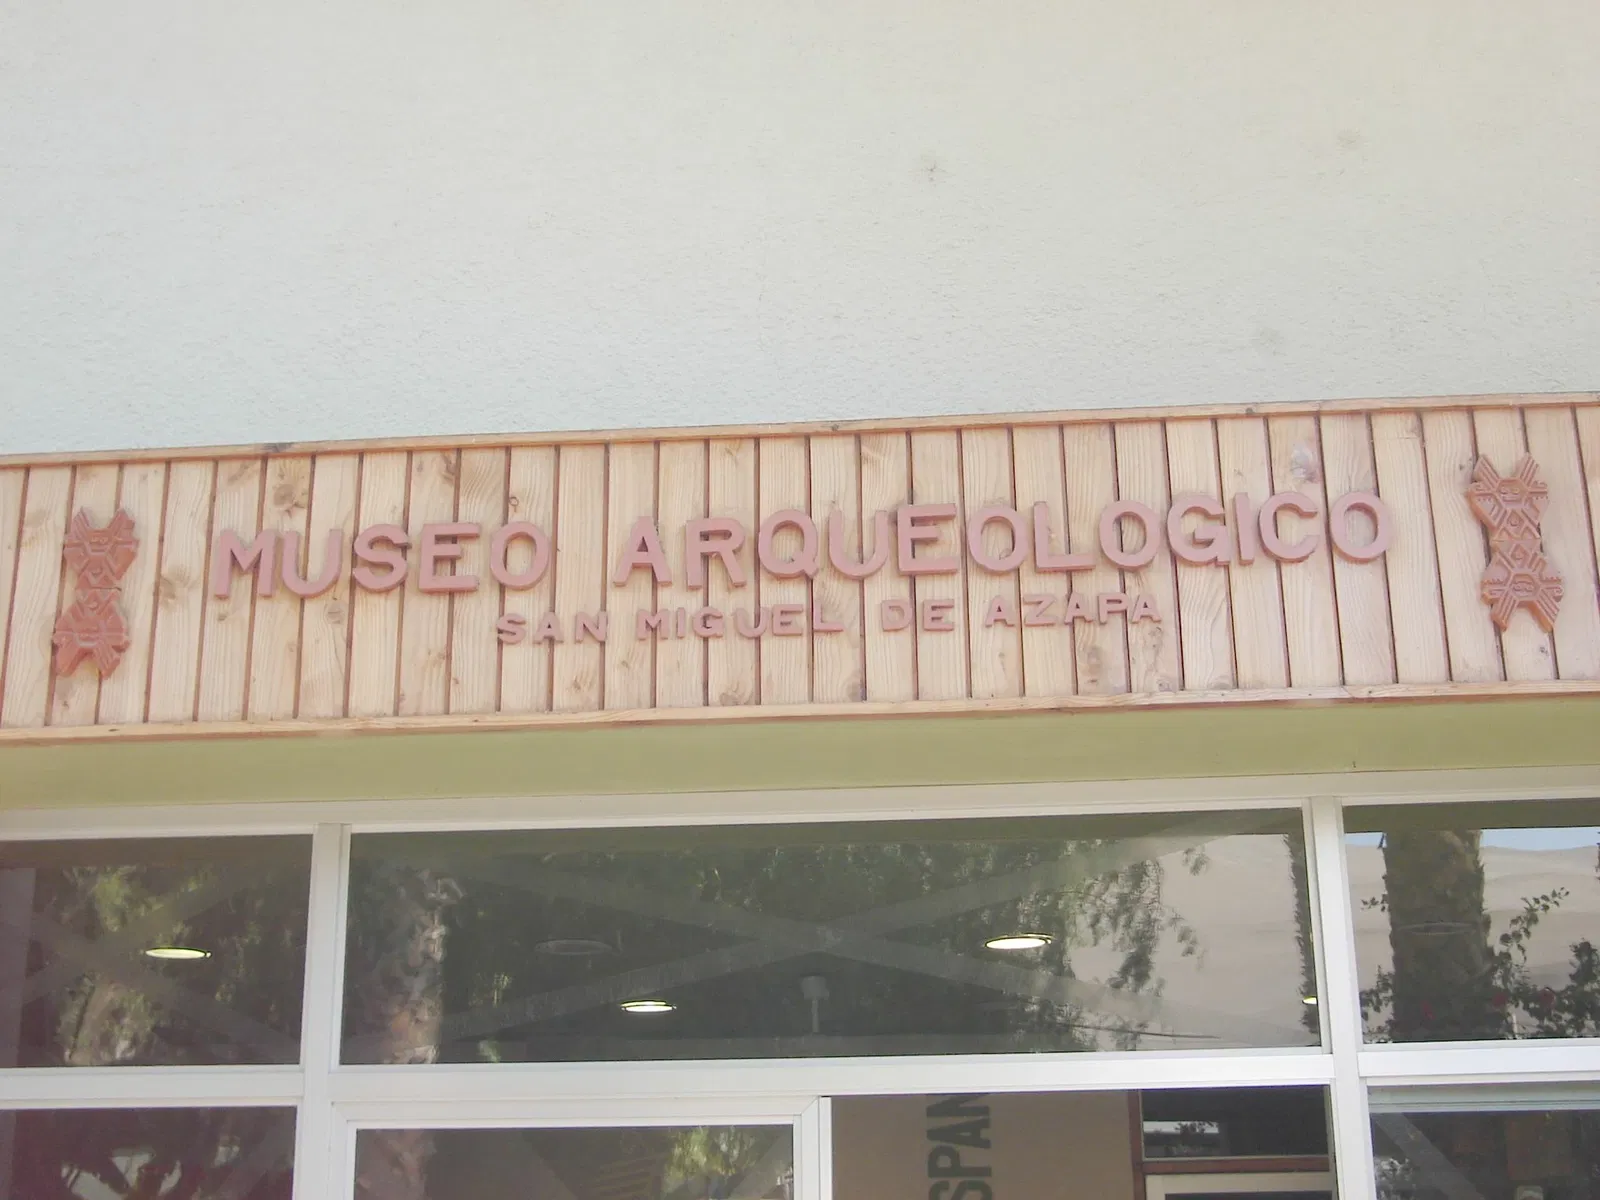 MUSEO ARQUEOLOGICO
SAN MIGUEL DE AZAPA